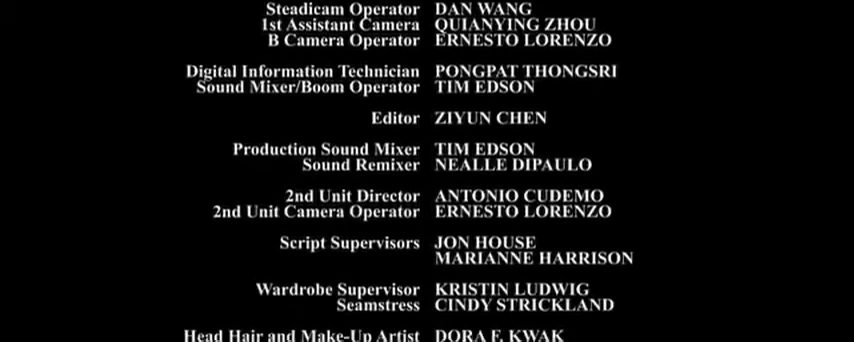 Steadicam Operator DAN WANG
1st Assistant Camera QUIANYING ZHOU
B Camera Operator ERNESTO LORENZO
Digital Information Technician PONGPAT THONGSRI
Sound Mixer/Boom Operator TIM EDSON
Editor ZIYUN CHEN
Production Sound Mixer TIM EDSON
Sound Remixer NEALLE DIPAULO
2nd Unit Director ANTONIO CUDEMO
2nd Unit Camera Operator ERNESTO LORENZO
Script Supervisors JON HOUSE
MARIANNE HARRISON
Wardrobe Supervisor KRISTIN LUDWIG
Seamstress CINDY STRICKLAND
Head Hair and Make-Up Artist DORA F. KWAK